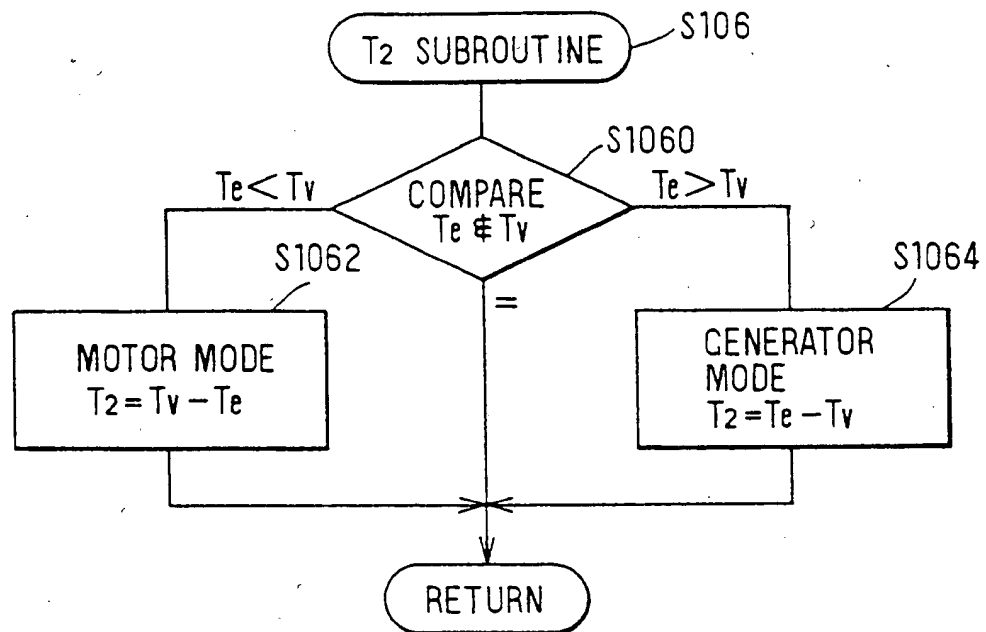 T2 SUBROUTINE
S106
S1060
Te < Tv
COMPARE
Te & Tv
Te > Tv
S1062
S1064
=
MOTOR MODE
T2 = Tv - Te
GENERATOR
MODE
T2 = Te - Tv
RETURN